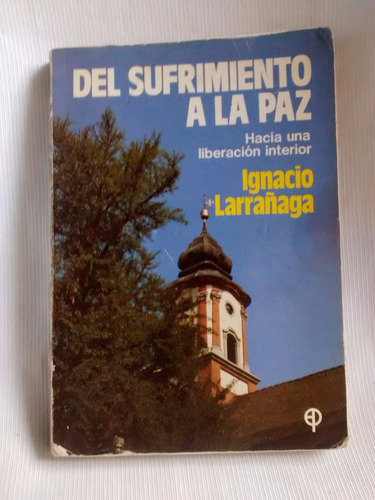 DEL SUFRIMIENTO
A LA PAZ
Hacia una
liberación interior
Ignacio
Larrañaga